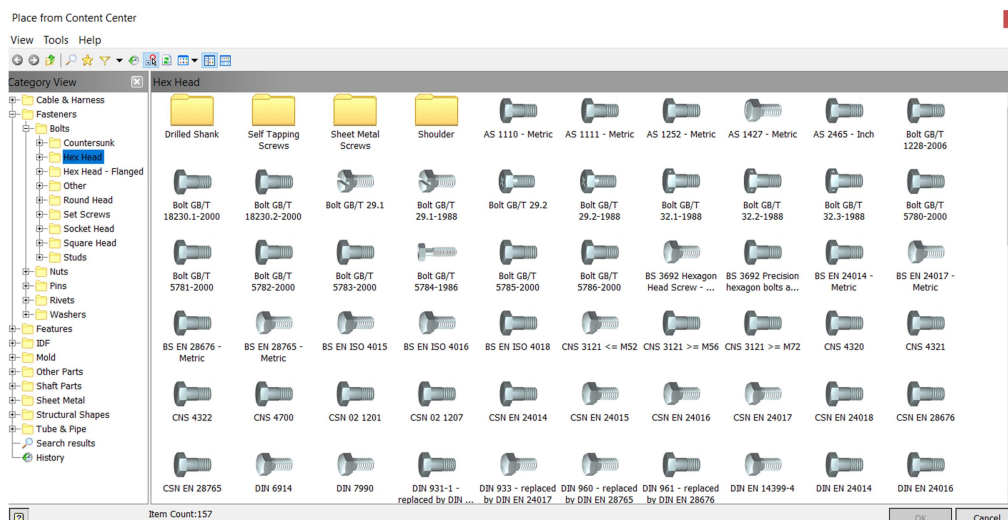 Place from Content Center
View Tools Help
Category View
Hex Head
Cable & Harness
Fasteners
Bolts
Countersunk
Hex Head
Hex Head - Flanged
Other
Round Head
Set Screws
Socket Head
Square Head
Studs
Nuts
Pins
Rivets
Washers
Features
IDF
Mold
Other Parts
Shaft Parts
Sheet Metal
Structural Shapes
Tube & Pipe
Search results
History
Drilled Shank
Self Tapping
Screws
Sheet Metal
Screws
Shoulder
AS 1110 - Metric
AS 1111 - Metric
AS 1252 - Metric
AS 1427 - Metric
AS 2465 - Inch
Bolt GB/T
1228-2006
Bolt GB/T
18230.1-2000
Bolt GB/T
18230.2-2000
Bolt GB/T 29.1
Bolt GB/T
29.1-1988
Bolt GB/T 29.2
Bolt GB/T
29.2-1988
Bolt GB/T
32.1-1988
Bolt GB/T
32.2-1988
Bolt GB/T
32.3-1988
Bolt GB/T
5780-2000
Bolt GB/T
5781-2000
Bolt GB/T
5782-2000
Bolt GB/T
5783-2000
Bolt GB/T
5784-1986
Bolt GB/T
5785-2000
Bolt GB/T
5786-2000
BS 3692 Hexagon
Head Screw - ...
BS 3692 Precision
hexagon bolts a...
BS EN 24014 -
Metric
BS EN 24017 -
Metric
BS EN 28676 -
Metric
BS EN 28765 -
Metric
BS EN ISO 4015
BS EN ISO 4016
BS EN ISO 4018
CNS 3121 <= M52
CNS 3121 >= M56
CNS 3121 >= M72
CNS 4320
CNS 4321
CNS 4322
CNS 4700
CSN 02 1201
CSN 02 1207
CSN EN 24014
CSN EN 24015
CSN EN 24016
CSN EN 24017
CSN EN 24018
CSN EN 28676
CSN EN 28765
DIN 6914
DIN 7990
DIN 931-1 -
replaced by DIN ...
DIN 933 - replaced
by DIN EN 24017
DIN 960 - replaced
by DIN EN 28765
DIN 961 - replaced
by DIN EN 28676
DIN EN 14399-4
DIN EN 24014
DIN EN 24016
Item Count:157
OK
Cancel